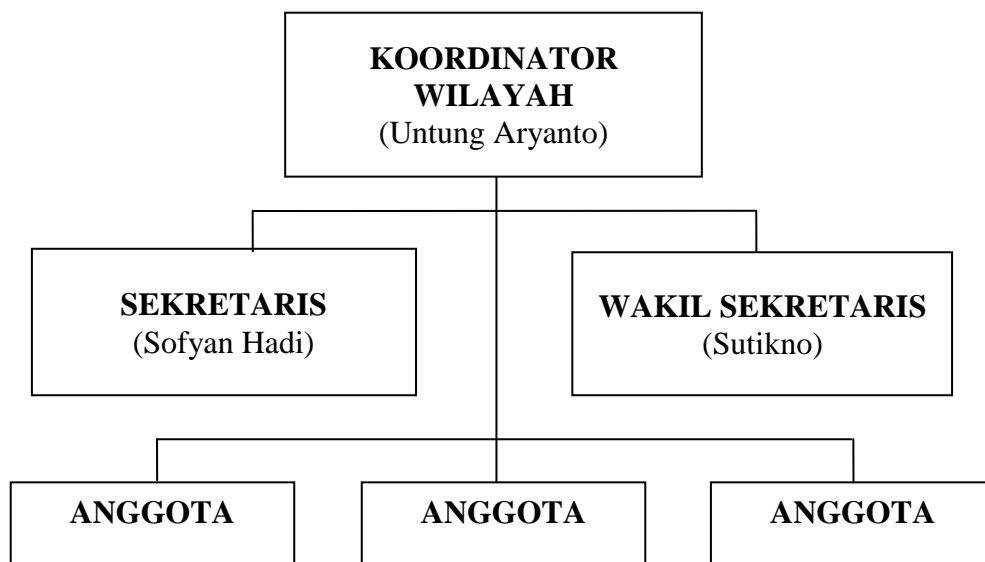 KOORDINATOR
WILAYAH
(Untung Aryanto)
SEKRETARIS
(Sofyan Hadi)
WAKIL SEKRETARIS
(Sutikno)
ANGGOTA
ANGGOTA
ANGGOTA